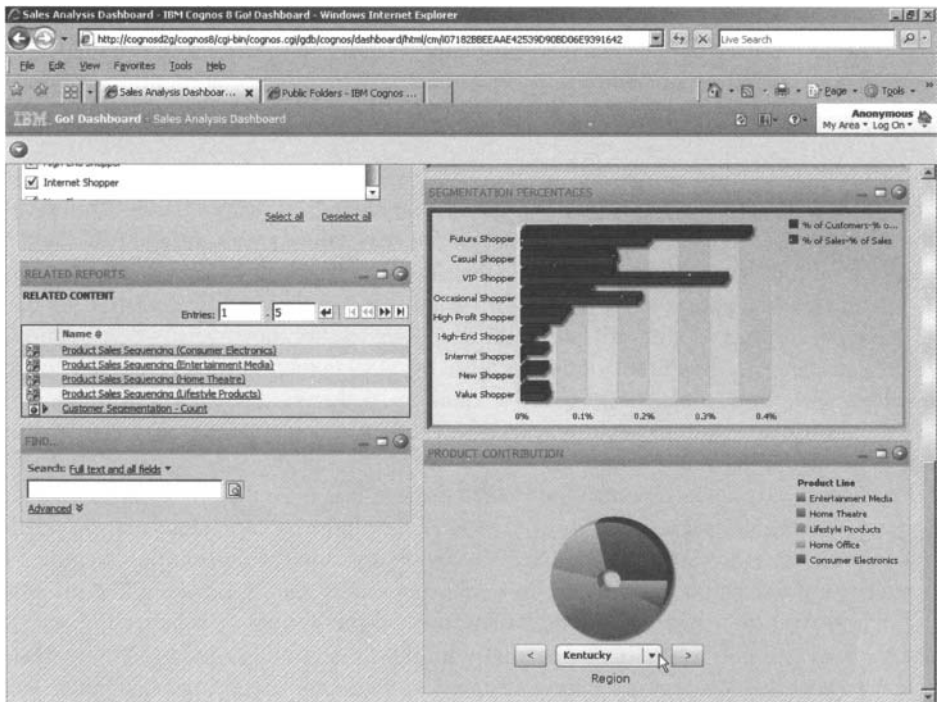 Sales Analysis Dashboard - IBM Cognos 8 Go! Dashboard - Windows Internet Explorer
http://cognosd2g/cognos8/cgi-bin/cognos.cgi/gdb/cognos/dashboard/html/cm/i07182BBEEAAE42539D90BD06E9391642
Live Search
File Edit View Favorites Tools Help
Sales Analysis Dashboar... Public Folders - IBM Cognos ...
Page Tools
IBM. Go! Dashboard - Sales Analysis Dashboard
Anonymous
My Area Log On
High-End Shopper
Internet Shopper
Select all Deselect all
RELATED REPORTS
RELATED CONTENT
Entries: 1 - 5
Name
Product Sales Sequencing (Consumer Electronics)
Product Sales Sequencing (Entertainment Media)
Product Sales Sequencing (Home Theatre)
Product Sales Sequencing (Lifestyle Products)
Customer Segementation - Count
FIND...
Search: Full text and all fields
Advanced
SEGMENTATION PERCENTAGES
% of Customers-% o...
% of Sales-% of Sales
Future Shopper
Casual Shopper
VIP Shopper
Occasional Shopper
High Profit Shopper
High-End Shopper
Internet Shopper
New Shopper
Value Shopper
0% 0.1% 0.2% 0.3% 0.4%
PRODUCT CONTRIBUTION
Product Line
Entertainment Media
Home Theatre
Lifestyle Products
Home Office
Consumer Electronics
< Kentucky >
Region